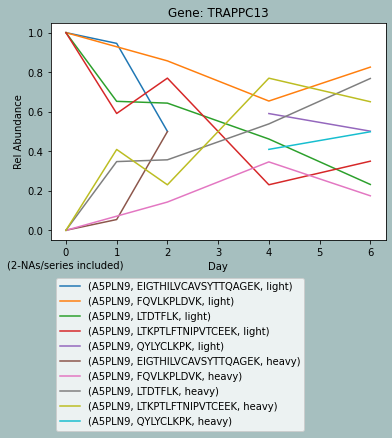 Gene: TRAPPC13
Rel Abundance
1.0
0.8
0.6
0.4
0.2
0.0
0 1 2 3 4 5 6
(2-NAs/series included)
Day
(A5PLN9, EIGTHILVCAVSYTTQAGEK, light)
(A5PLN9, FQVLKPLDVK, light)
(A5PLN9, LTDTFLK, light)
(A5PLN9, LTKPTLFTNIPVTCEEK, light)
(A5PLN9, QYLYCLKPK, light)
(A5PLN9, EIGTHILVCAVSYTTQAGEK, heavy)
(A5PLN9, FQVLKPLDVK, heavy)
(A5PLN9, LTDTFLK, heavy)
(A5PLN9, LTKPTLFTNIPVTCEEK, heavy)
(A5PLN9, QYLYCLKPK, heavy)